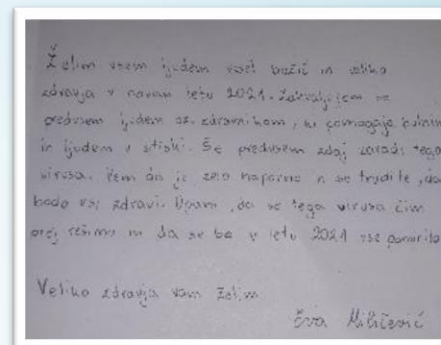 Želim vsem ljudem vesel božič in veliko
zdravja v novem letu 2021. Zahvaljujem se
predvsem ljudem oz. zdravnikom, ki pomagajo bolnim
in ljudem v stiski. Še predvsem zdaj zaradi tega
virusa. Vem da je zelo naporno in se trudite, da
bodo vsi zdravi. Upam, da se tega virusa čim
prej rešimo in da se bo v letu 2021 vse pomirilo
Veliko zdravja vam želim
Eva Miličević